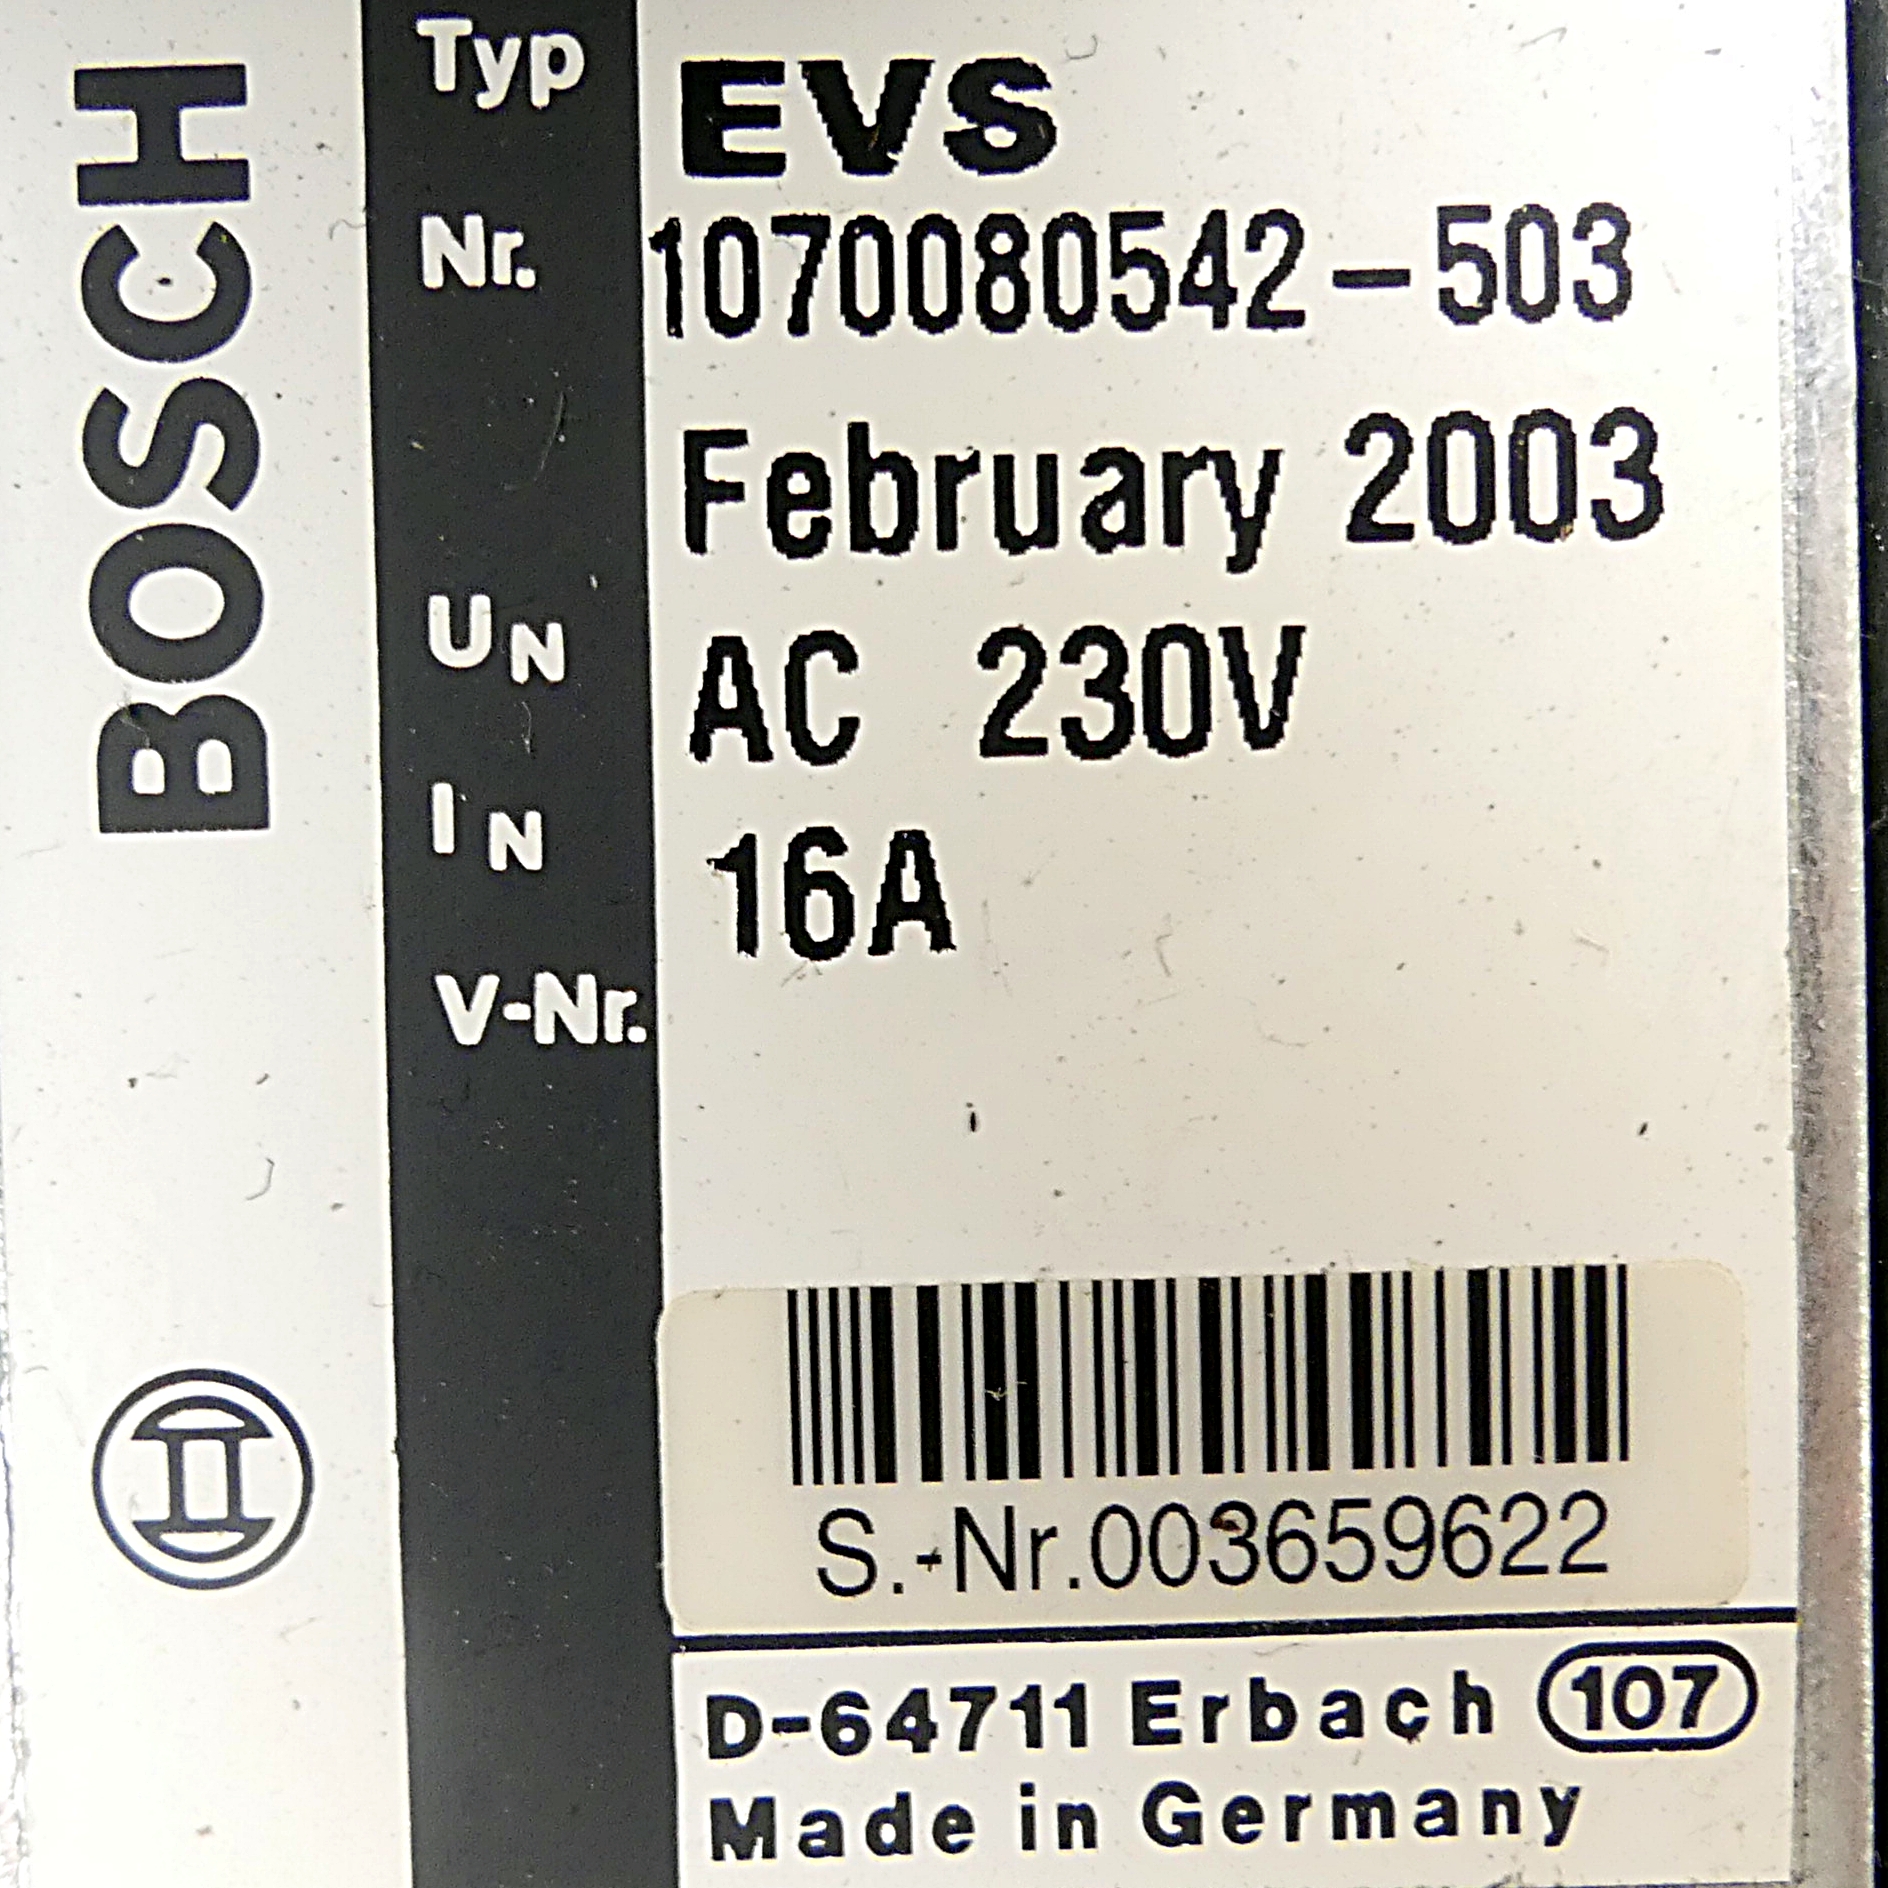 BOSCH
Typ EVS
Nr. 1070080542-503
February 2003
UN AC 230V
IN 16A
V-Nr.
S.-Nr.003659622
D-64711 Erbach 107
Made in Germany